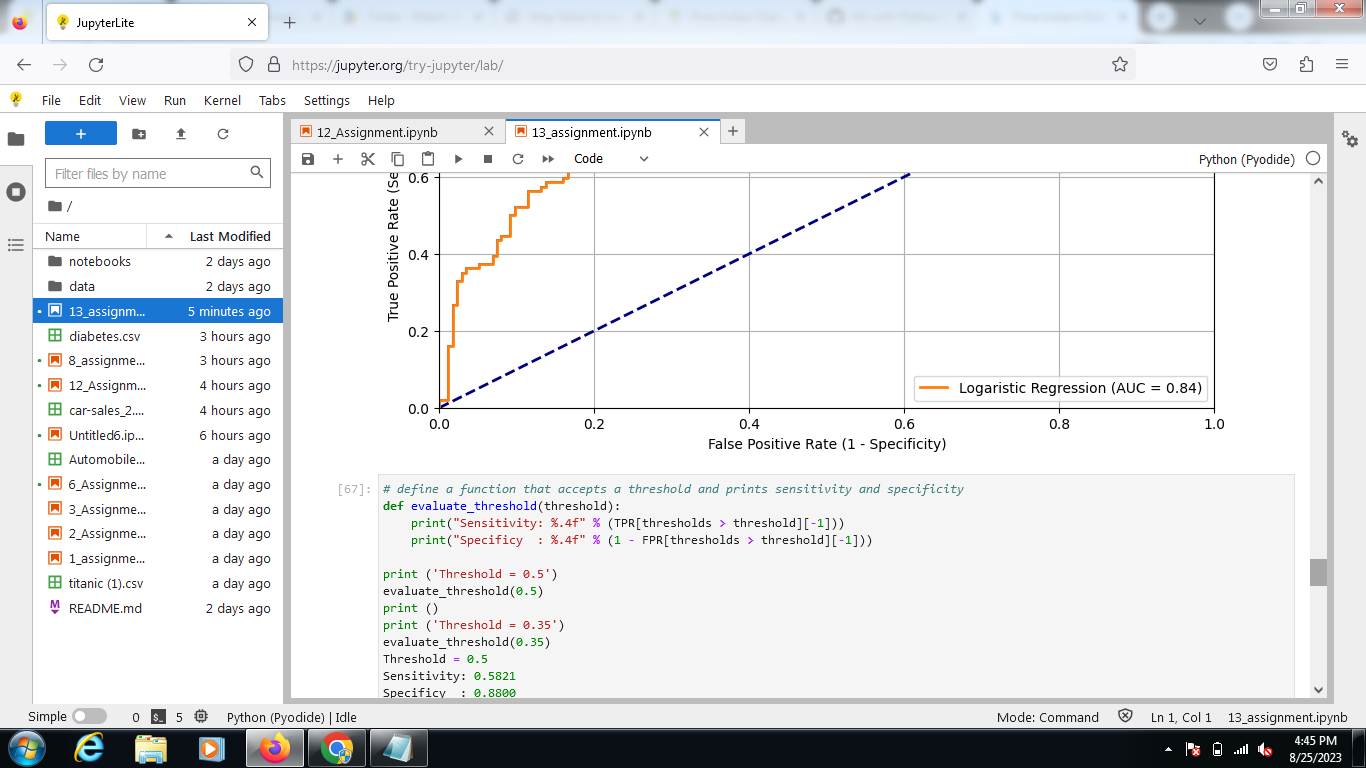 JupyterLite
https://jupyter.org/try-jupyter/lab/
File Edit View Run Kernel Tabs Settings Help
12_Assignment.ipynb
13_assignment.ipynb
Filter files by name
Code
Python (Pyodide)
/
Name Last Modified
notebooks 2 days ago
data 2 days ago
13_assignm... 5 minutes ago
diabetes.csv 3 hours ago
8_assignme... 3 hours ago
12_Assignm... 4 hours ago
car-sales_2.... 4 hours ago
Untitled6.ip... 6 hours ago
Automobile... a day ago
6_Assignme... a day ago
3_Assignme... a day ago
2_Assignme... a day ago
1_assignme... a day ago
titanic (1).csv a day ago
README.md 2 days ago
True Positive Rate (Se
0.6
0.4
0.2
0.0
0.0 0.2 0.4 0.6 0.8 1.0
Logaristic Regression (AUC = 0.84)
False Positive Rate (1 - Specificity)
[67]:
# define a function that accepts a threshold and prints sensitivity and specificity
def evaluate_threshold(threshold):
print("Sensitivity: %.4f" % (TPR[thresholds > threshold][-1]))
print("Specificy  : %.4f" % (1 - FPR[thresholds > threshold][-1]))
print ('Threshold = 0.5')
evaluate_threshold(0.5)
print ()
print ('Threshold = 0.35')
evaluate_threshold(0.35)
Threshold = 0.5
Sensitivity: 0.5821
Specificy  : 0.8800
Simple 0 5 Python (Pyodide) | Idle Mode: Command Ln 1, Col 1 13_assignment.ipynb
4:45 PM
8/25/2023